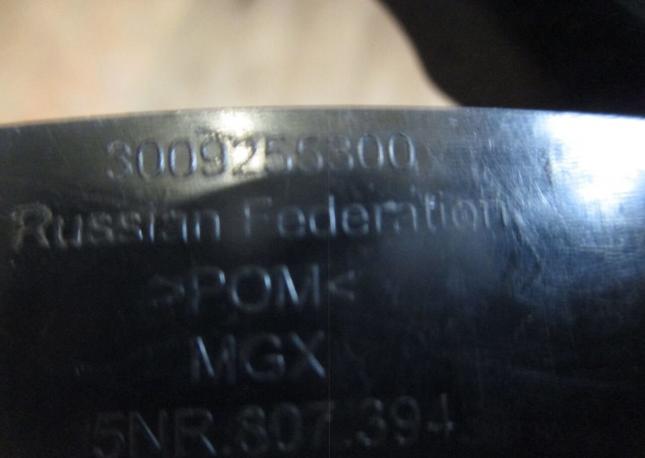 3009256300
Russian Federation
>POM<
MGX
5NR.807.394